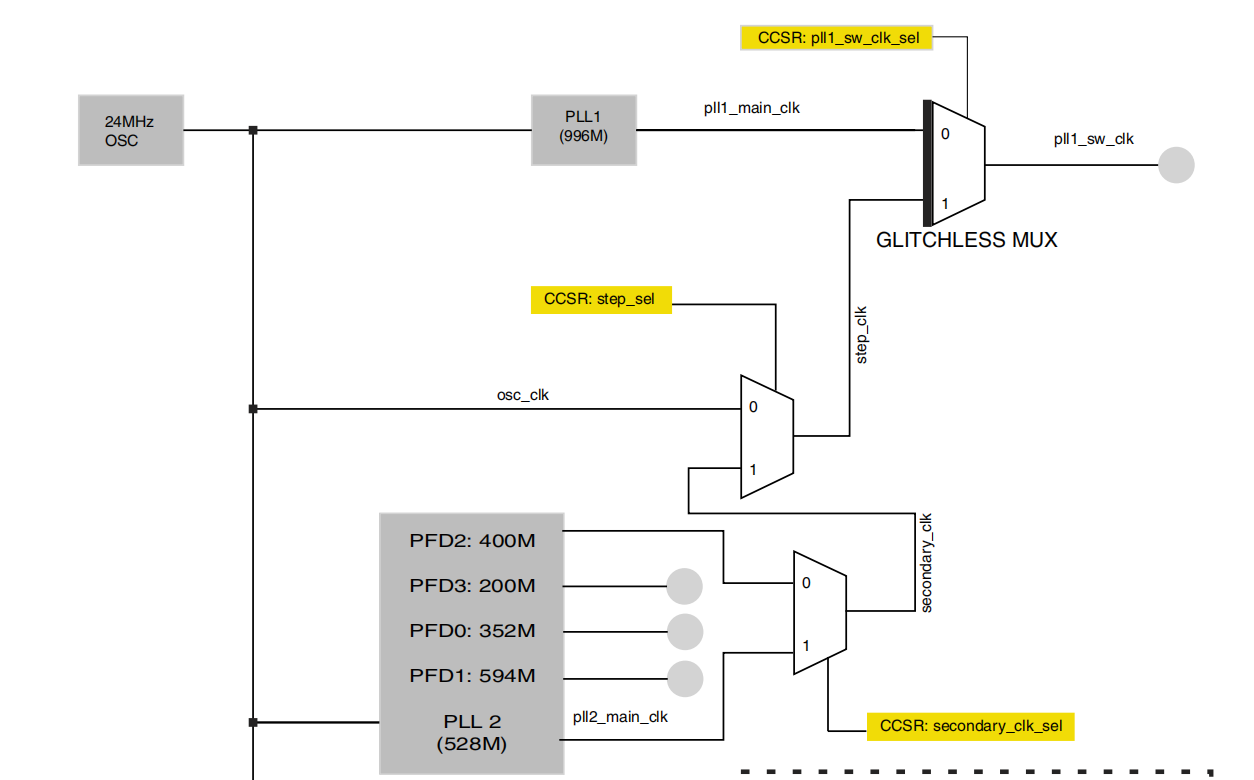 CCSR: pll1_sw_clk_sel
24MHz
OSC
PLL1
(996M)
pll1_main_clk
0
1
pll1_sw_clk
GLITCHLESS MUX
CCSR: step_sel
step_clk
osc_clk
0
1
secondary_clk
PFD2: 400M
PFD3: 200M
PFD0: 352M
PFD1: 594M
PLL 2
(528M)
pll2_main_clk
0
1
CCSR: secondary_clk_sel